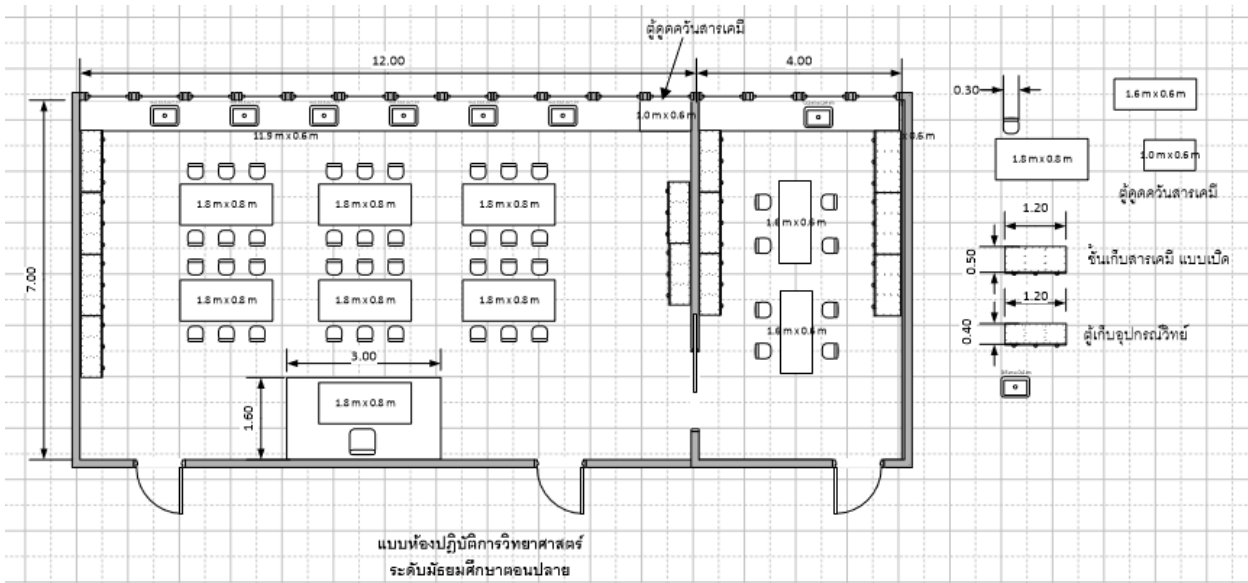 ตู้ดูดควันสารเคมี
12.00
4.00
0.30
1.6 m x 0.6 m
1.0 m x 0.6 m
11.9 m x 0.6 m
x 0.6 m
1.8 m x 0.8 m
1.0 m x 0.6 m
ตู้ดูดควันสารเคมี
1.8 m x 0.8 m
1.8 m x 0.8 m
1.8 m x 0.8 m
1.6 m x 0.6 m
1.20
0.50
ชั้นเก็บสารเคมี แบบเปิด
7.00
1.8 m x 0.8 m
1.8 m x 0.8 m
1.8 m x 0.8 m
1.6 m x 0.6 m
1.20
0.40
ตู้เก็บอุปกรณ์วิทย์
3.00
1.60
1.8 m x 0.8 m
แบบห้องปฏิบัติการวิทยาศาสตร์
ระดับมัธยมศึกษาตอนปลาย